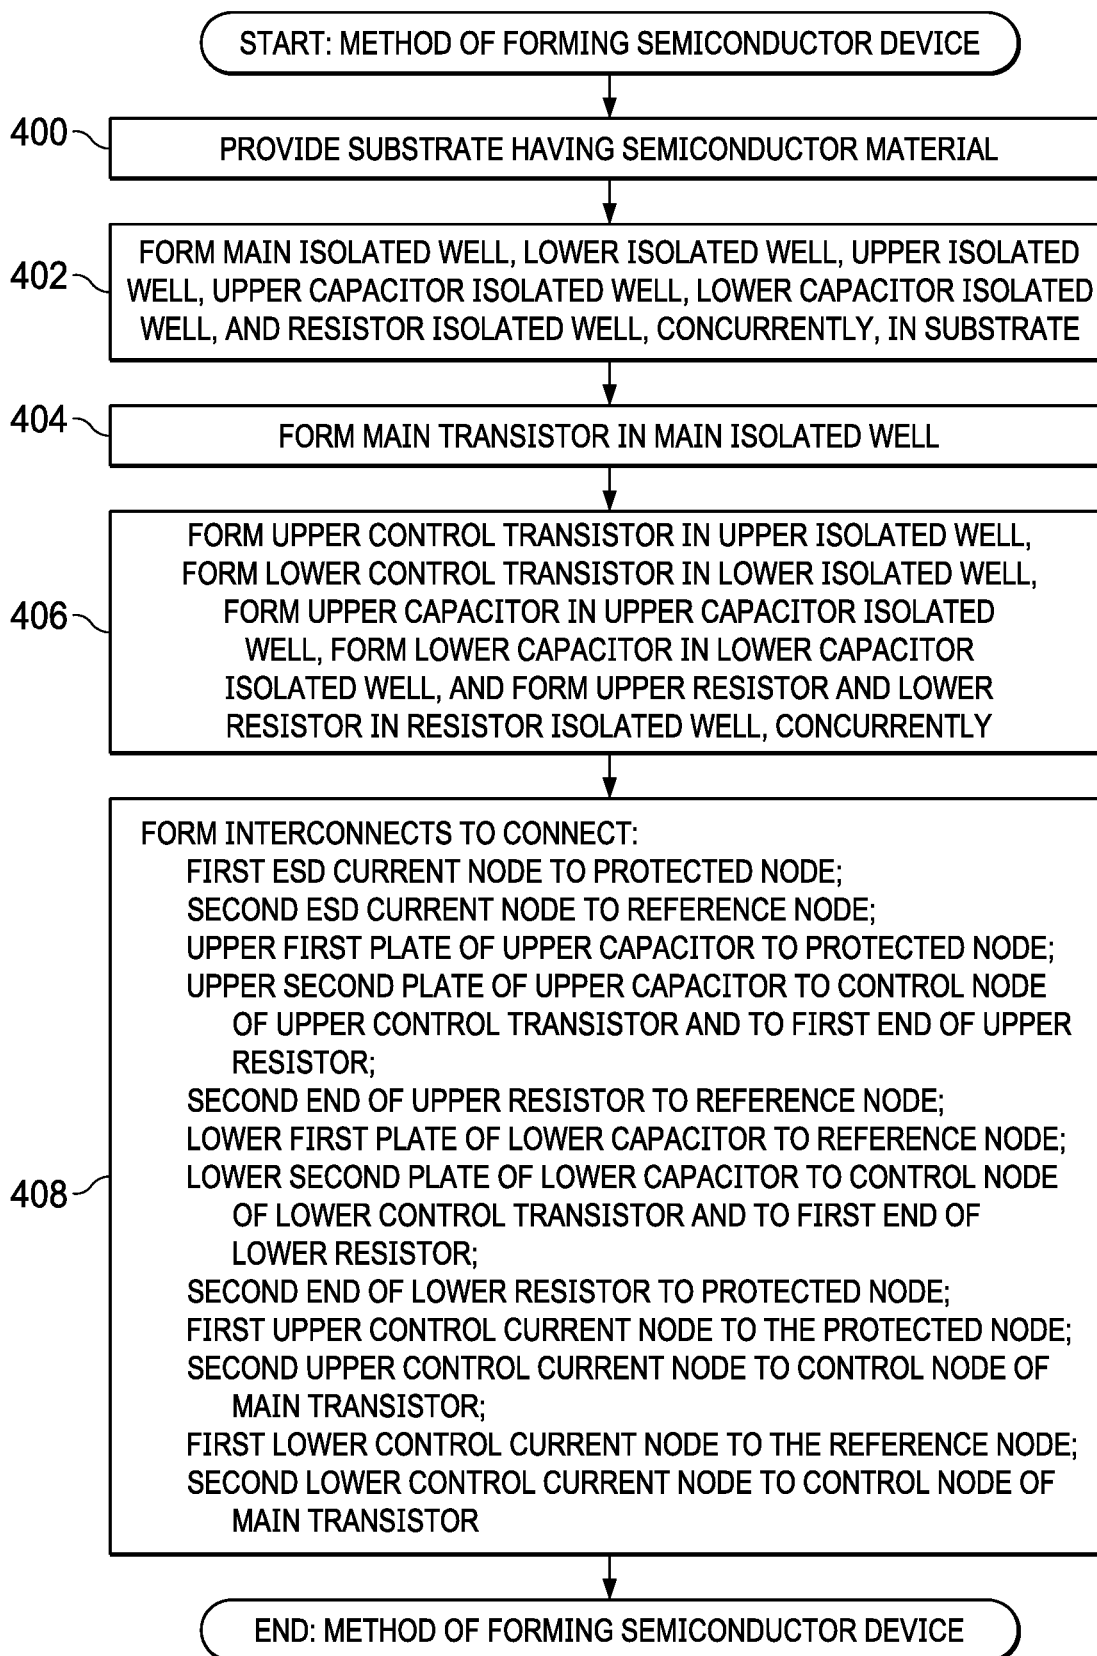 START: METHOD OF FORMING SEMICONDUCTOR DEVICE
400
PROVIDE SUBSTRATE HAVING SEMICONDUCTOR MATERIAL
402
FORM MAIN ISOLATED WELL, LOWER ISOLATED WELL, UPPER ISOLATED
WELL, UPPER CAPACITOR ISOLATED WELL, LOWER CAPACITOR ISOLATED
WELL, AND RESISTOR ISOLATED WELL, CONCURRENTLY, IN SUBSTRATE
404
FORM MAIN TRANSISTOR IN MAIN ISOLATED WELL
406
FORM UPPER CONTROL TRANSISTOR IN UPPER ISOLATED WELL,
FORM LOWER CONTROL TRANSISTOR IN LOWER ISOLATED WELL,
FORM UPPER CAPACITOR IN UPPER CAPACITOR ISOLATED
WELL, FORM LOWER CAPACITOR IN LOWER CAPACITOR
ISOLATED WELL, AND FORM UPPER RESISTOR AND LOWER
RESISTOR IN RESISTOR ISOLATED WELL, CONCURRENTLY
408
FORM INTERCONNECTS TO CONNECT:
FIRST ESD CURRENT NODE TO PROTECTED NODE;
SECOND ESD CURRENT NODE TO REFERENCE NODE;
UPPER FIRST PLATE OF UPPER CAPACITOR TO PROTECTED NODE;
UPPER SECOND PLATE OF UPPER CAPACITOR TO CONTROL NODE
OF UPPER CONTROL TRANSISTOR AND TO FIRST END OF UPPER
RESISTOR;
SECOND END OF UPPER RESISTOR TO REFERENCE NODE;
LOWER FIRST PLATE OF LOWER CAPACITOR TO REFERENCE NODE;
LOWER SECOND PLATE OF LOWER CAPACITOR TO CONTROL NODE
OF LOWER CONTROL TRANSISTOR AND TO FIRST END OF
LOWER RESISTOR;
SECOND END OF LOWER RESISTOR TO PROTECTED NODE;
FIRST UPPER CONTROL CURRENT NODE TO THE PROTECTED NODE;
SECOND UPPER CONTROL CURRENT NODE TO CONTROL NODE OF
MAIN TRANSISTOR;
FIRST LOWER CONTROL CURRENT NODE TO THE REFERENCE NODE;
SECOND LOWER CONTROL CURRENT NODE TO CONTROL NODE OF
MAIN TRANSISTOR
END: METHOD OF FORMING SEMICONDUCTOR DEVICE